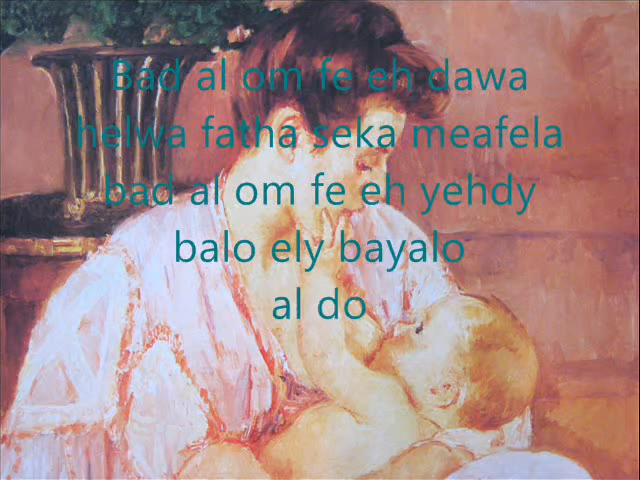 Bad al om fe eh dawa
helwa fatha seka meafela
bad al om fe eh yehdy
balo ely bayalo
al do